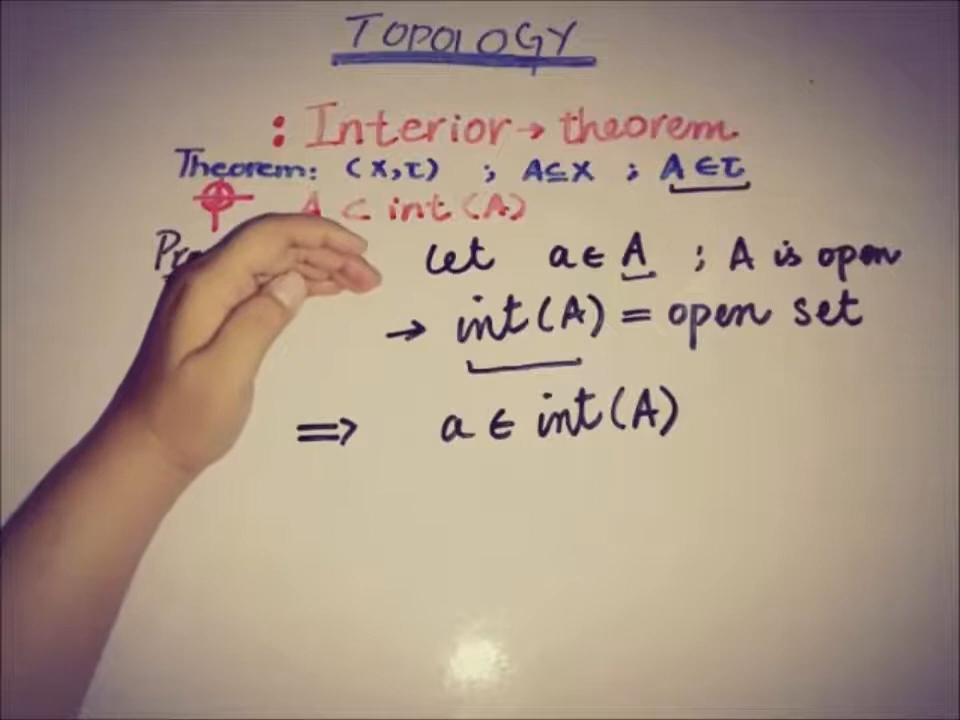 TOPOLOGY
: Interior → theorem
Theorem: (X,τ) ; A⊆X ; A∈τ
A ⊂ int(A)
let a ∈ A ; A is open
→ int(A) = open set
⇒ a ∈ int(A)